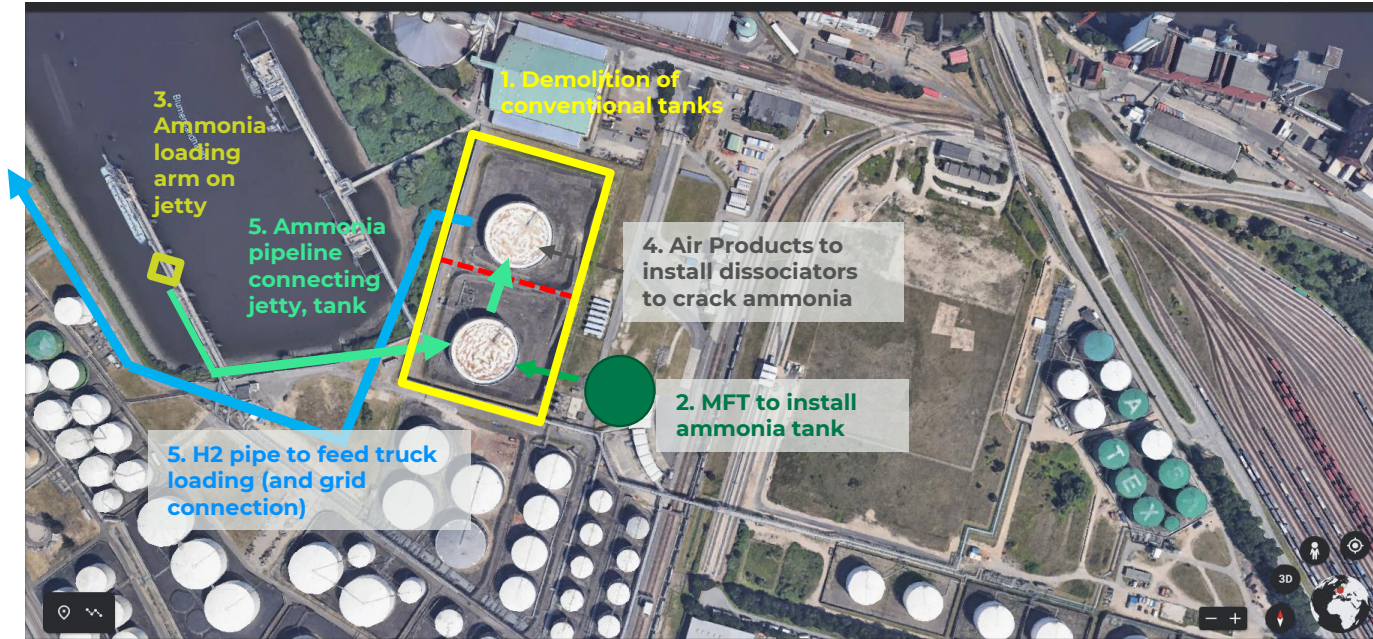 1. Demolition of
conventional tanks
3.
Ammonia
loading
arm on
jetty
5. Ammonia
pipeline
connecting
jetty, tank
4. Air Products to
install dissociators
to crack ammonia
2. MFT to install
ammonia tank
5. H2 pipe to feed truck
loading (and grid
connection)
3D